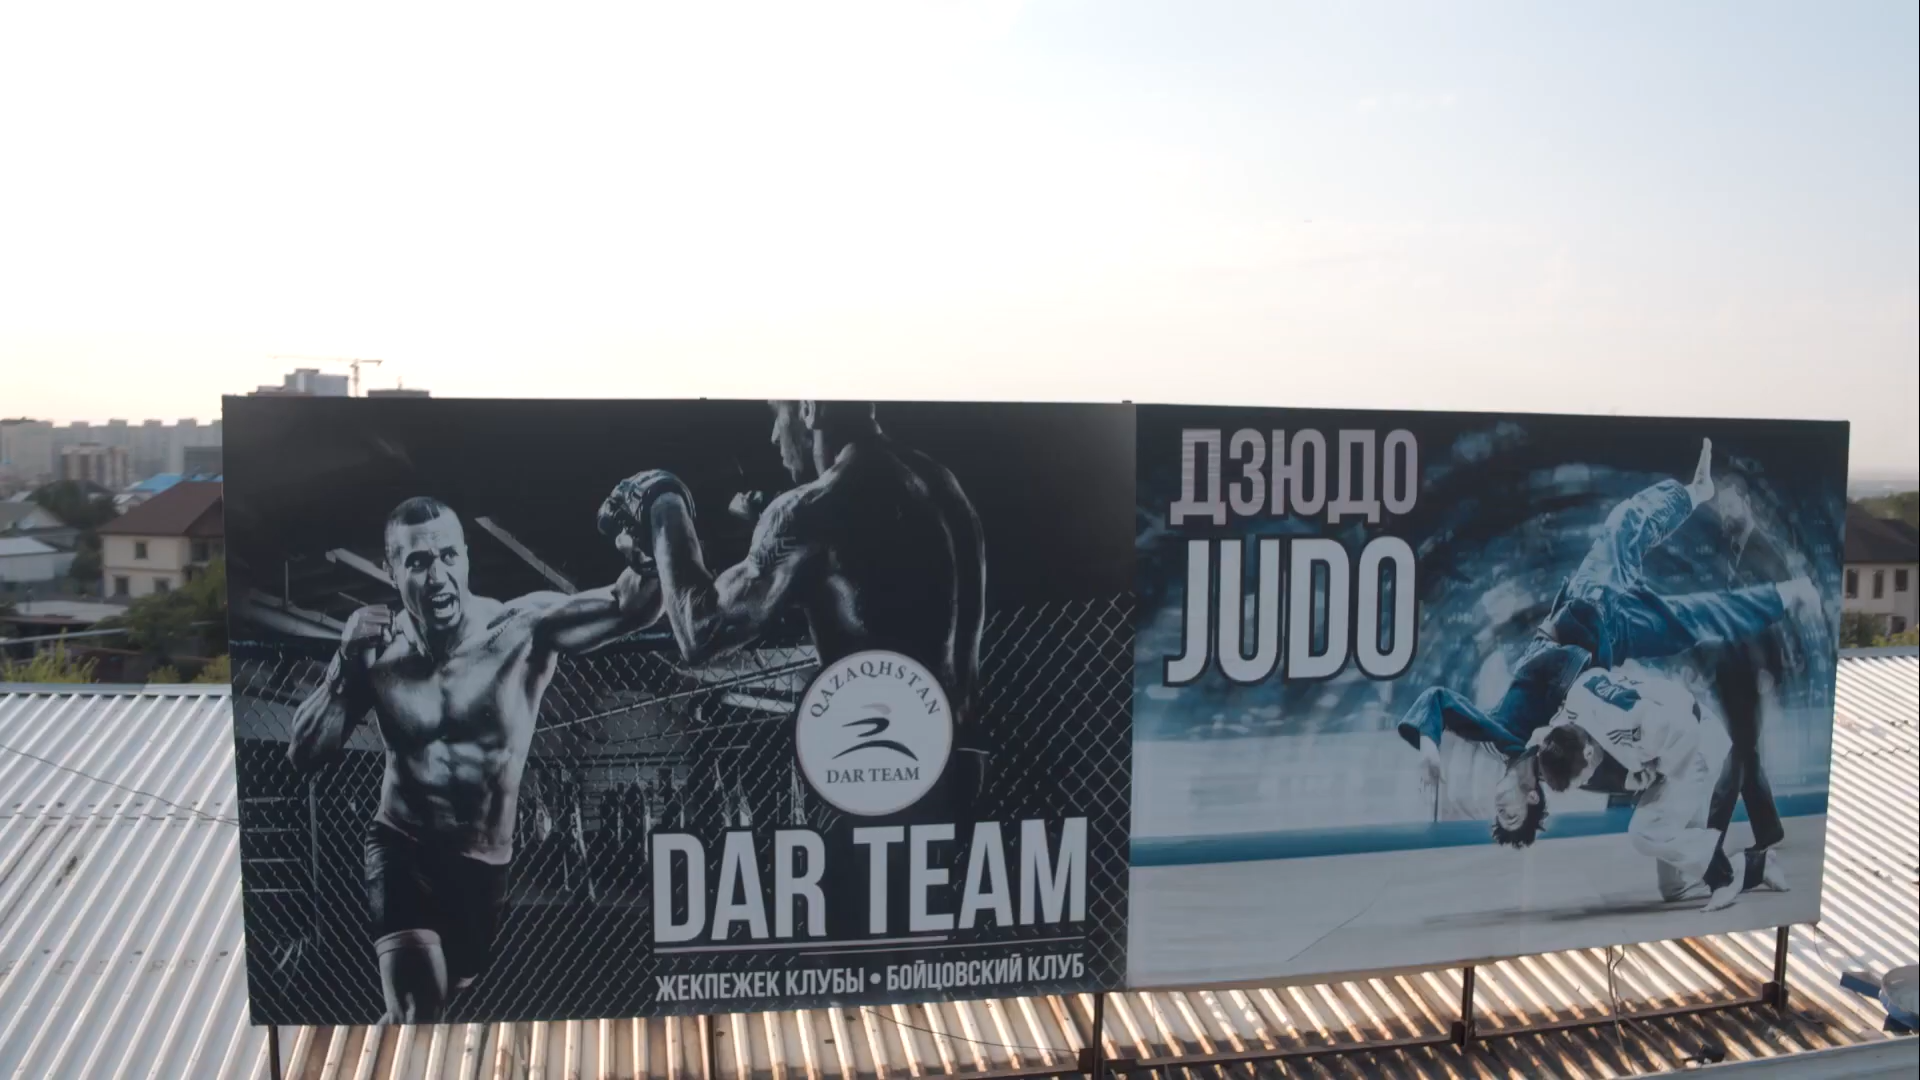 QAZAQHSTAN
DAR TEAM
DAR TEAM
ЖЕКПЕЖЕК КЛУБЫ • БОЙЦОВСКИЙ КЛУБ
ДЗЮДО
JUDO